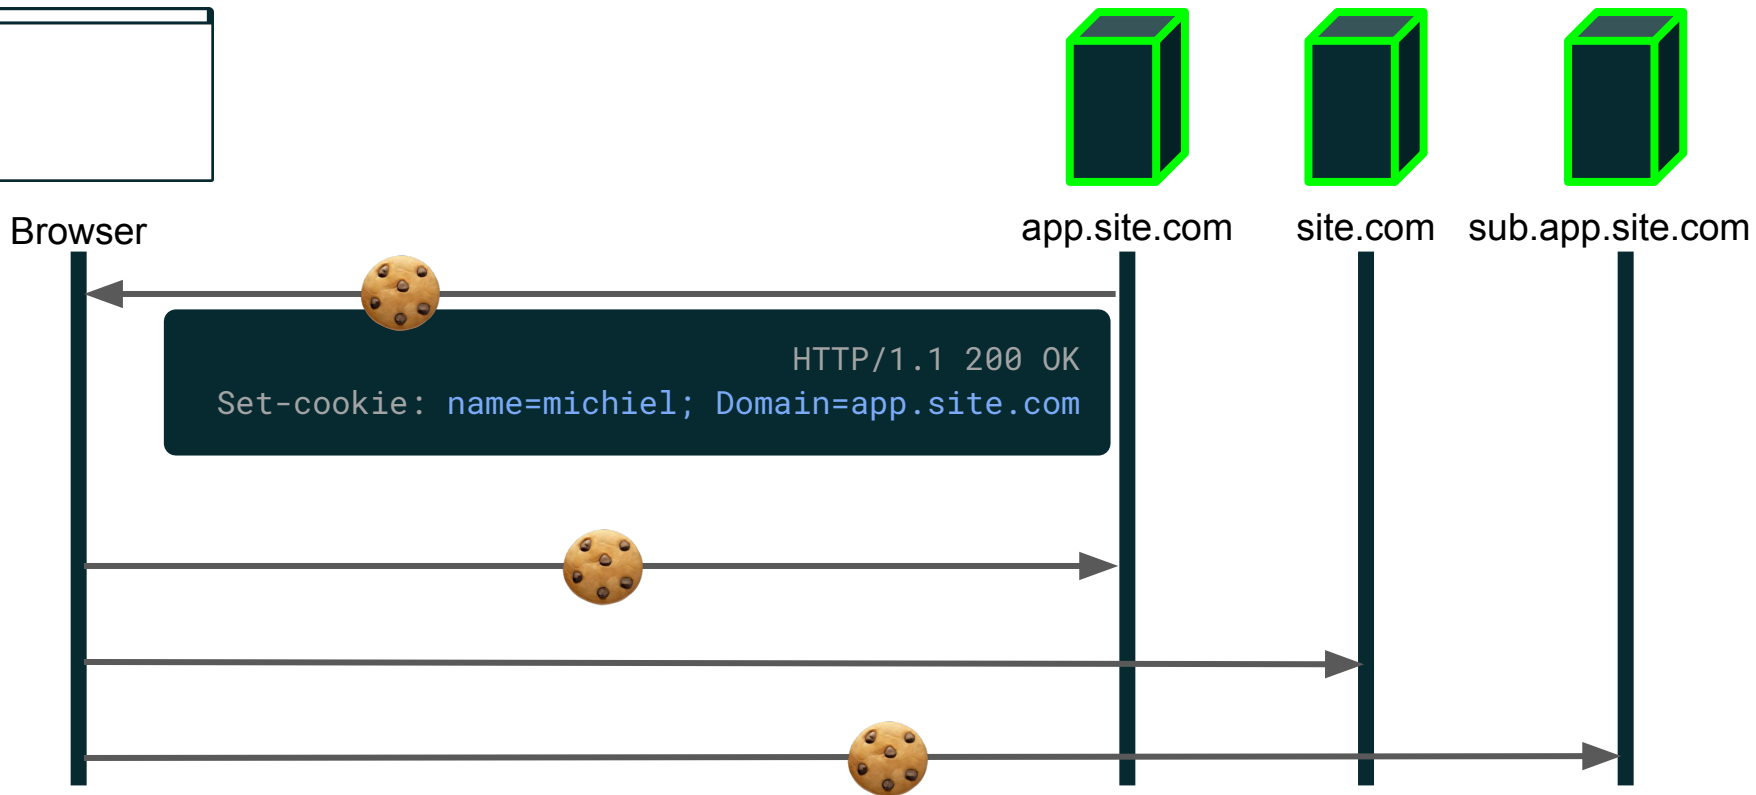 Browser
app.site.com
site.com
sub.app.site.com
HTTP/1.1 200 OK
Set-cookie: name=michiel; Domain=app.site.com